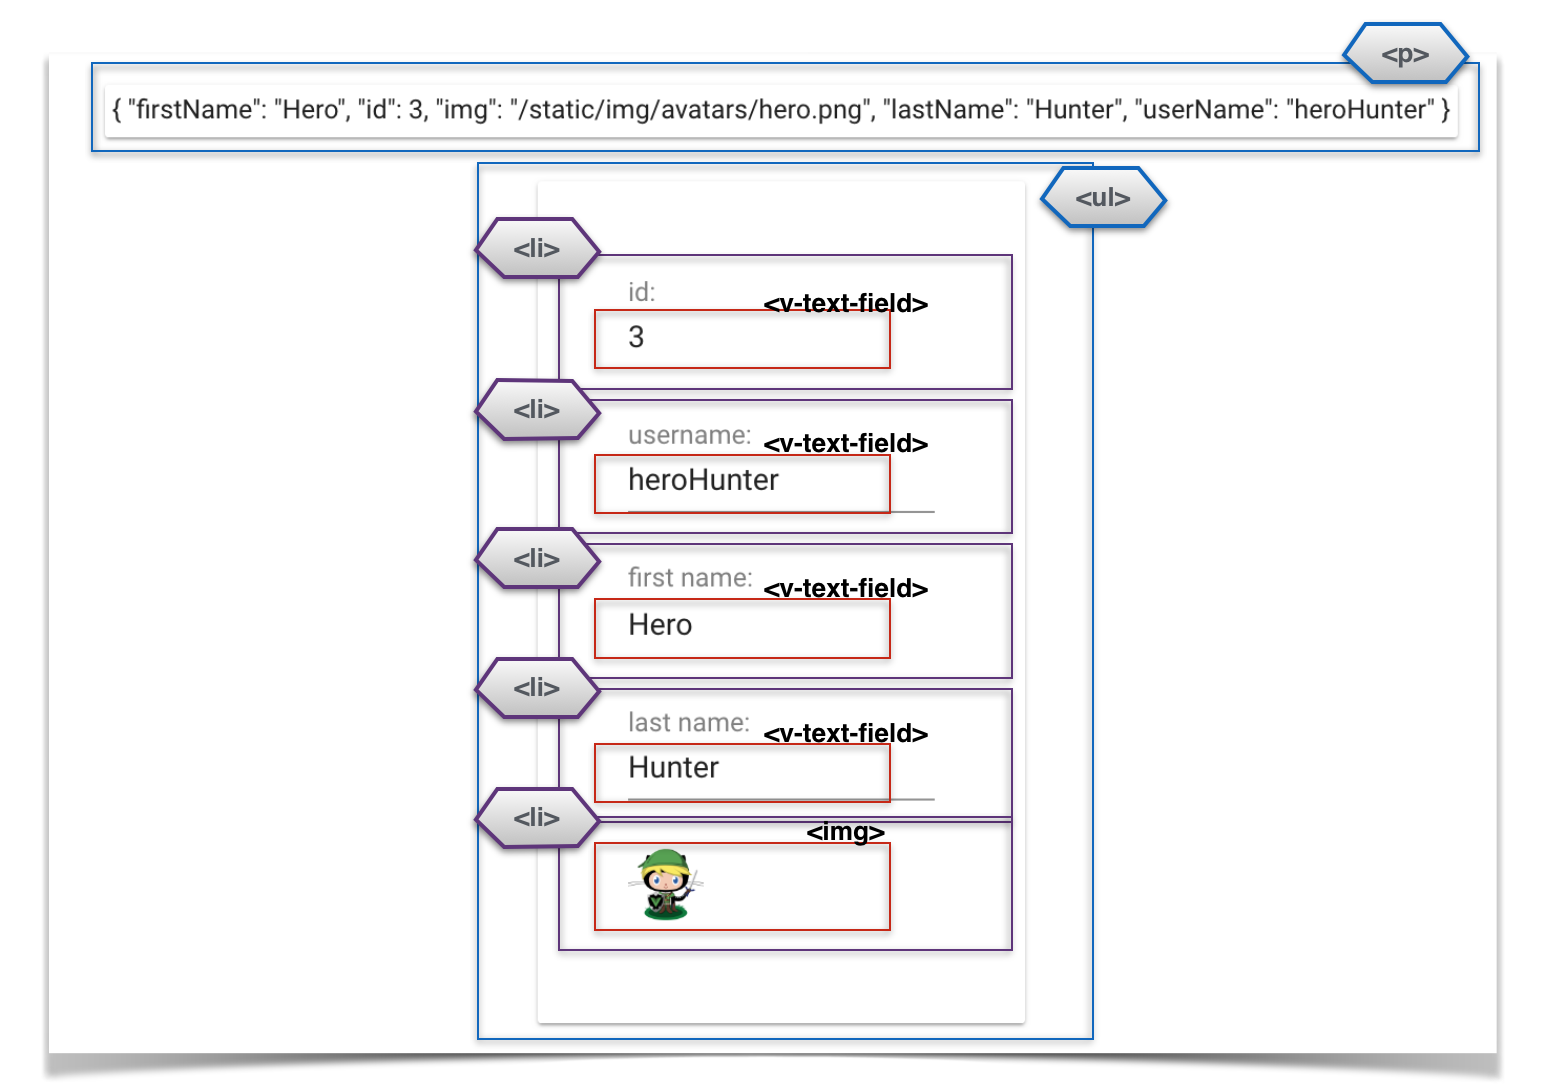 <p>
{ "firstName": "Hero", "id": 3, "img": "/static/img/avatars/hero.png", "lastName": "Hunter", "userName": "heroHunter" }
<ul>
<li>
id:
<v-text-field>
3
<li>
username:
<v-text-field>
heroHunter
<li>
first name:
<v-text-field>
Hero
<li>
last name:
<v-text-field>
Hunter
<li>
<img>